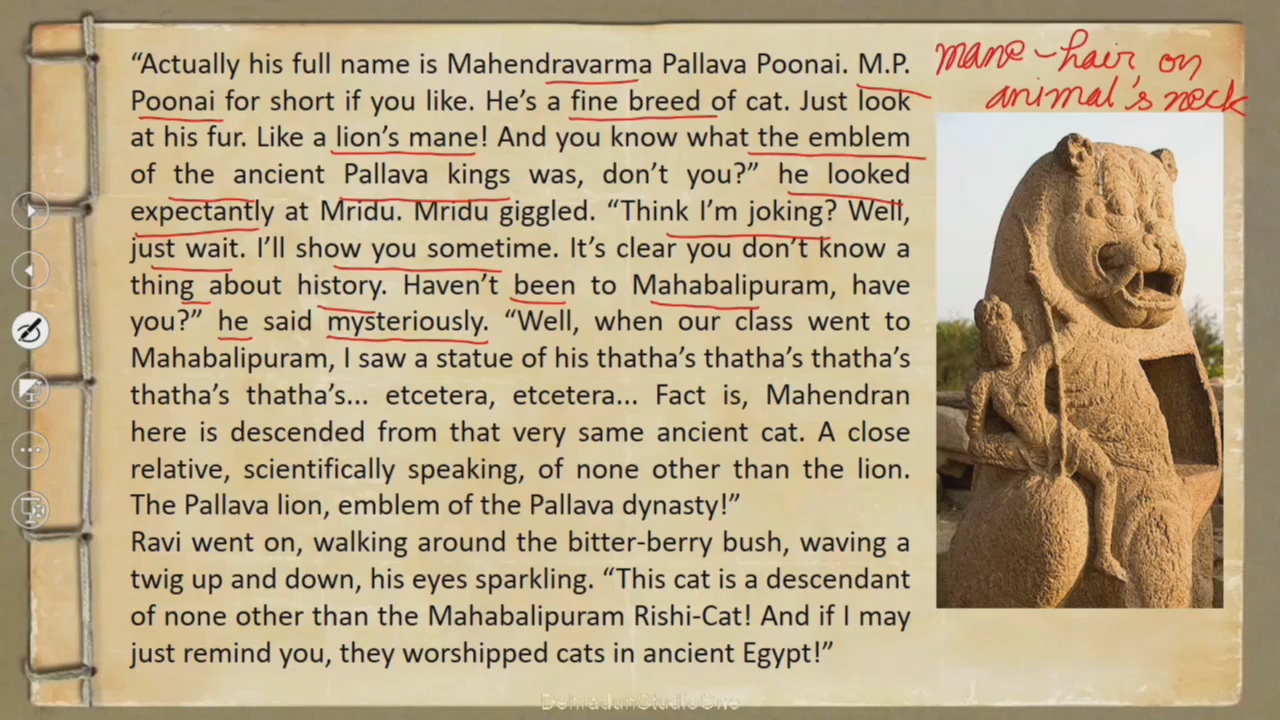 “Actually his full name is Mahendravarma Pallava Poonai. M.P.
Poonai for short if you like. He’s a fine breed of cat. Just look
at his fur. Like a lion’s mane! And you know what the emblem
of the ancient Pallava kings was, don’t you?” he looked
expectantly at Mridu. Mridu giggled. “Think I’m joking? Well,
just wait. I’ll show you sometime. It’s clear you don’t know a
thing about history. Haven’t been to Mahabalipuram, have
you?” he said mysteriously. “Well, when our class went to
Mahabalipuram, I saw a statue of his thatha’s thatha’s thatha’s
thatha’s thatha’s... etcetera, etcetera... Fact is, Mahendran
here is descended from that very same ancient cat. A close
relative, scientifically speaking, of none other than the lion.
The Pallava lion, emblem of the Pallava dynasty!”
Ravi went on, walking around the bitter-berry bush, waving a
twig up and down, his eyes sparkling. “This cat is a descendant
of none other than the Mahabalipuram Rishi-Cat! And if I may
just remind you, they worshipped cats in ancient Egypt!”
mane - hair on
animal's neck
DehradunStudioOne